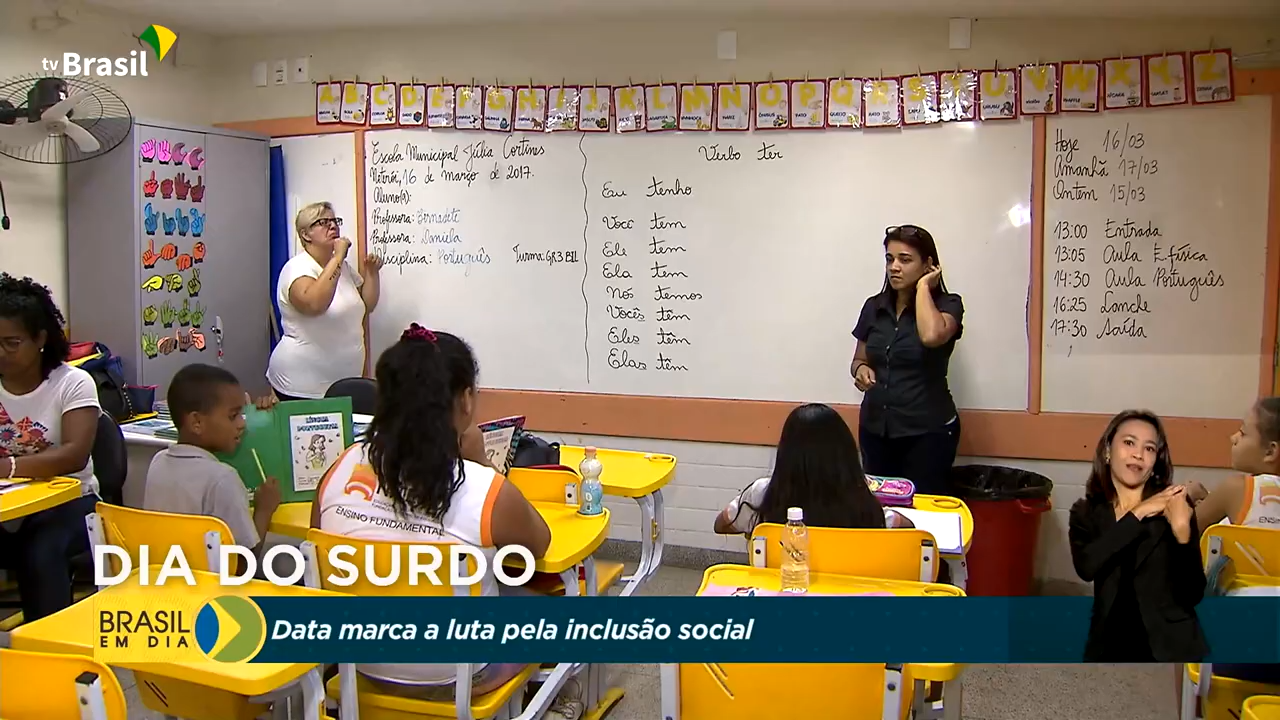 tv Brasil
A B C D E F G H I J K L M N O P Q R S T U V W X Y Z
Escola Municipal Júlia Cortines
Niterói, 16 de março de 2017.
Aluno(a):
Professora: Bernadete
Professora: Daniela
Disciplina: Português Turma: GR3 BIL
Verbo ter
Eu tenho
Você tem
Ele tem
Ela tem
Nós temos
Vocês têm
Eles têm
Elas têm
Hoje 16/03
Amanhã 17/03
Ontem 15/03
13:00 Entrada
13:05 Aula E.física
14:30 Aula Português
16:25 Lanche
17:30 Saída
LÍNGUA
PORTUGUESA
ENSINO FUNDAMENTAL
DIA DO SURDO
BRASIL
EM DIA
Data marca a luta pela inclusão social